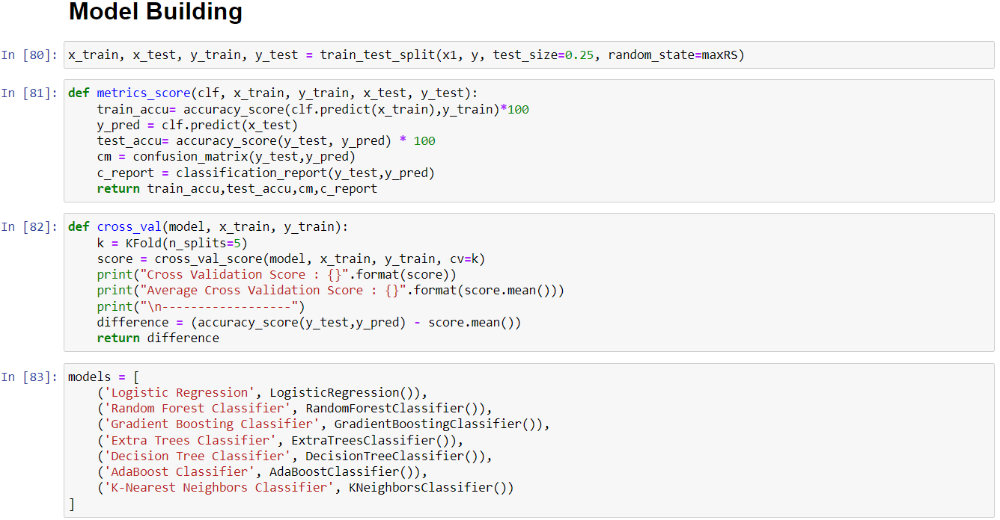 Model Building
In [80]: x_train, x_test, y_train, y_test = train_test_split(x1, y, test_size=0.25, random_state=maxRS)
In [81]: def metrics_score(clf, x_train, y_train, x_test, y_test):
    train_accu= accuracy_score(clf.predict(x_train),y_train)*100
    y_pred = clf.predict(x_test)
    test_accu= accuracy_score(y_test, y_pred) * 100
    cm = confusion_matrix(y_test,y_pred)
    c_report = classification_report(y_test,y_pred)
    return train_accu,test_accu,cm,c_report
In [82]: def cross_val(model, x_train, y_train):
    k = KFold(n_splits=5)
    score = cross_val_score(model, x_train, y_train, cv=k)
    print("Cross Validation Score : {}".format(score))
    print("Average Cross Validation Score : {}".format(score.mean()))
    print("\n------------------")
    difference = (accuracy_score(y_test,y_pred) - score.mean())
    return difference
In [83]: models = [
    ('Logistic Regression', LogisticRegression()),
    ('Random Forest Classifier', RandomForestClassifier()),
    ('Gradient Boosting Classifier', GradientBoostingClassifier()),
    ('Extra Trees Classifier', ExtraTreesClassifier()),
    ('Decision Tree Classifier', DecisionTreeClassifier()),
    ('AdaBoost Classifier', AdaBoostClassifier()),
    ('K-Nearest Neighbors Classifier', KNeighborsClassifier())
]